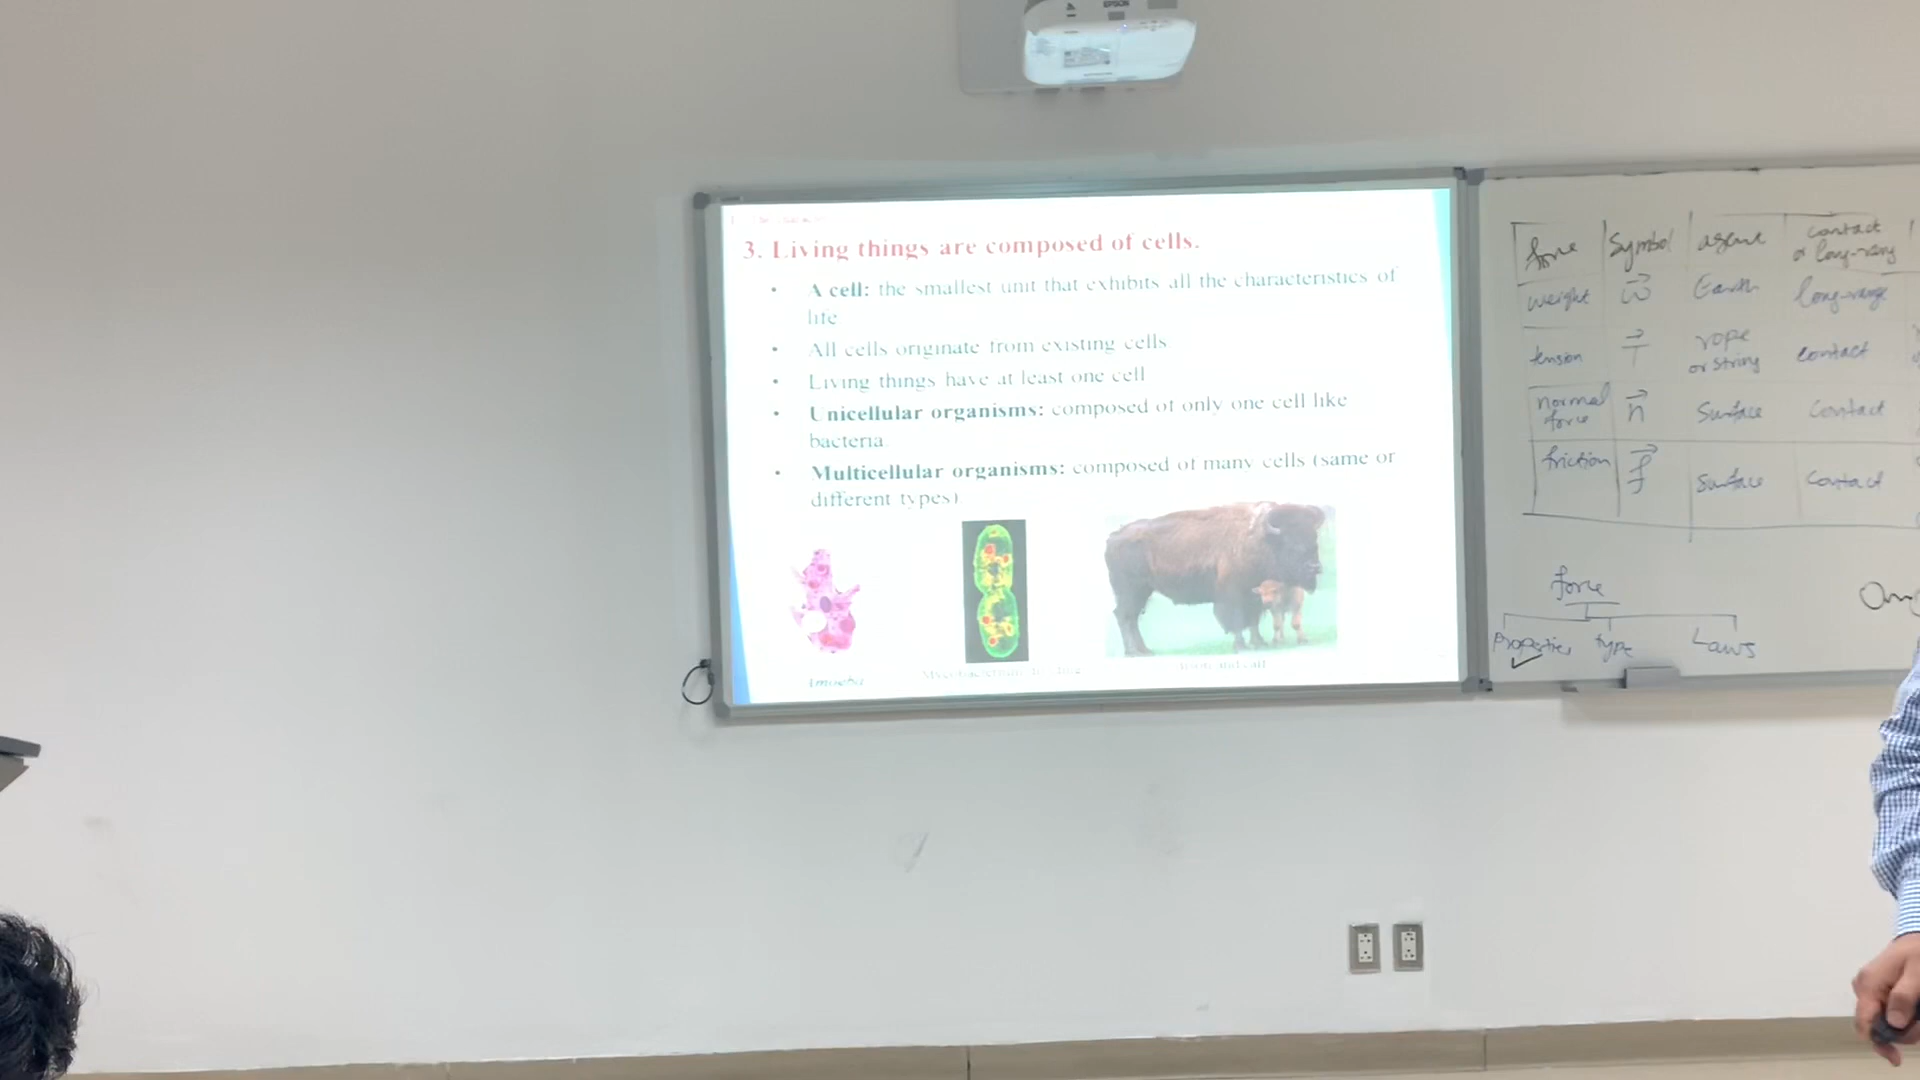 EPSON
3. Living things are composed of cells.
• A cell: the smallest unit that exhibits all the characteristics of
life
• All cells originate from existing cells
• Living things have at least one cell
• Unicellular organisms: composed of only one cell like
bacteria.
• Multicellular organisms: composed of many cells (same or
different types)
Amoeba
force symbol agent contact
or long-rang
weight w⃗ Earth long-range
tension T⃗ rope
or string contact
normal
force n⃗ Surface contact
friction f⃗ Surface contact
force
Properties type Laws